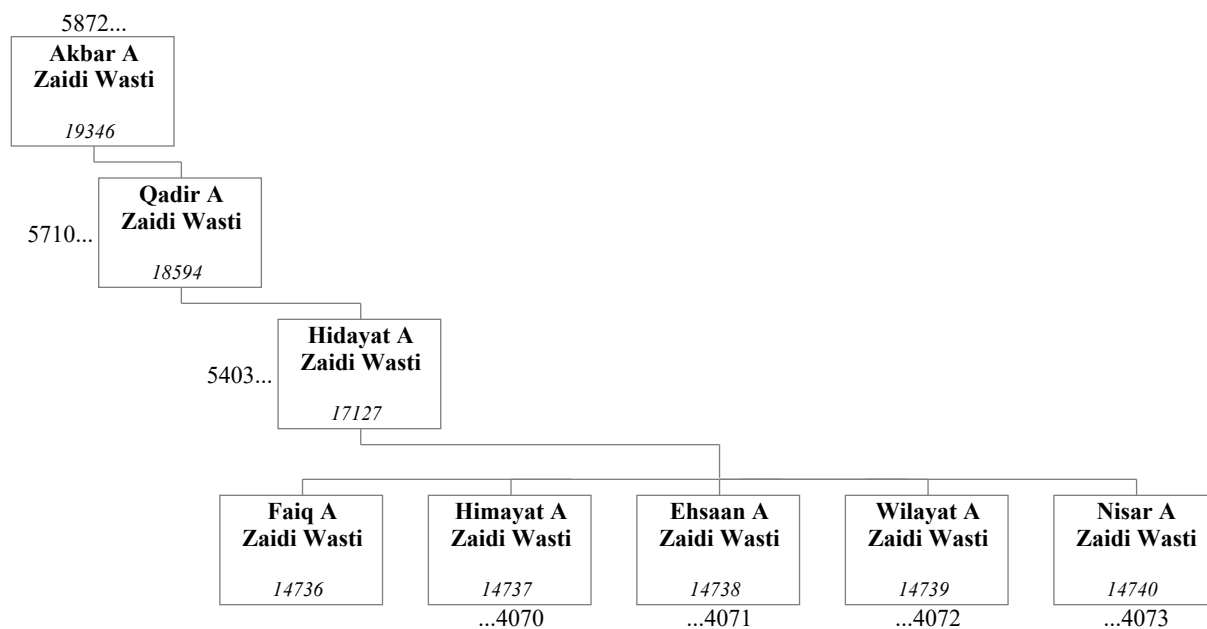 5872...
Akbar A
Zaidi Wasti
19346
Qadir A
Zaidi Wasti
5710...
18594
Hidayat A
Zaidi Wasti
5403...
17127
Faiq A
Zaidi Wasti
14736
Himayat A
Zaidi Wasti
14737
...4070
Ehsaan A
Zaidi Wasti
14738
...4071
Wilayat A
Zaidi Wasti
14739
...4072
Nisar A
Zaidi Wasti
14740
...4073